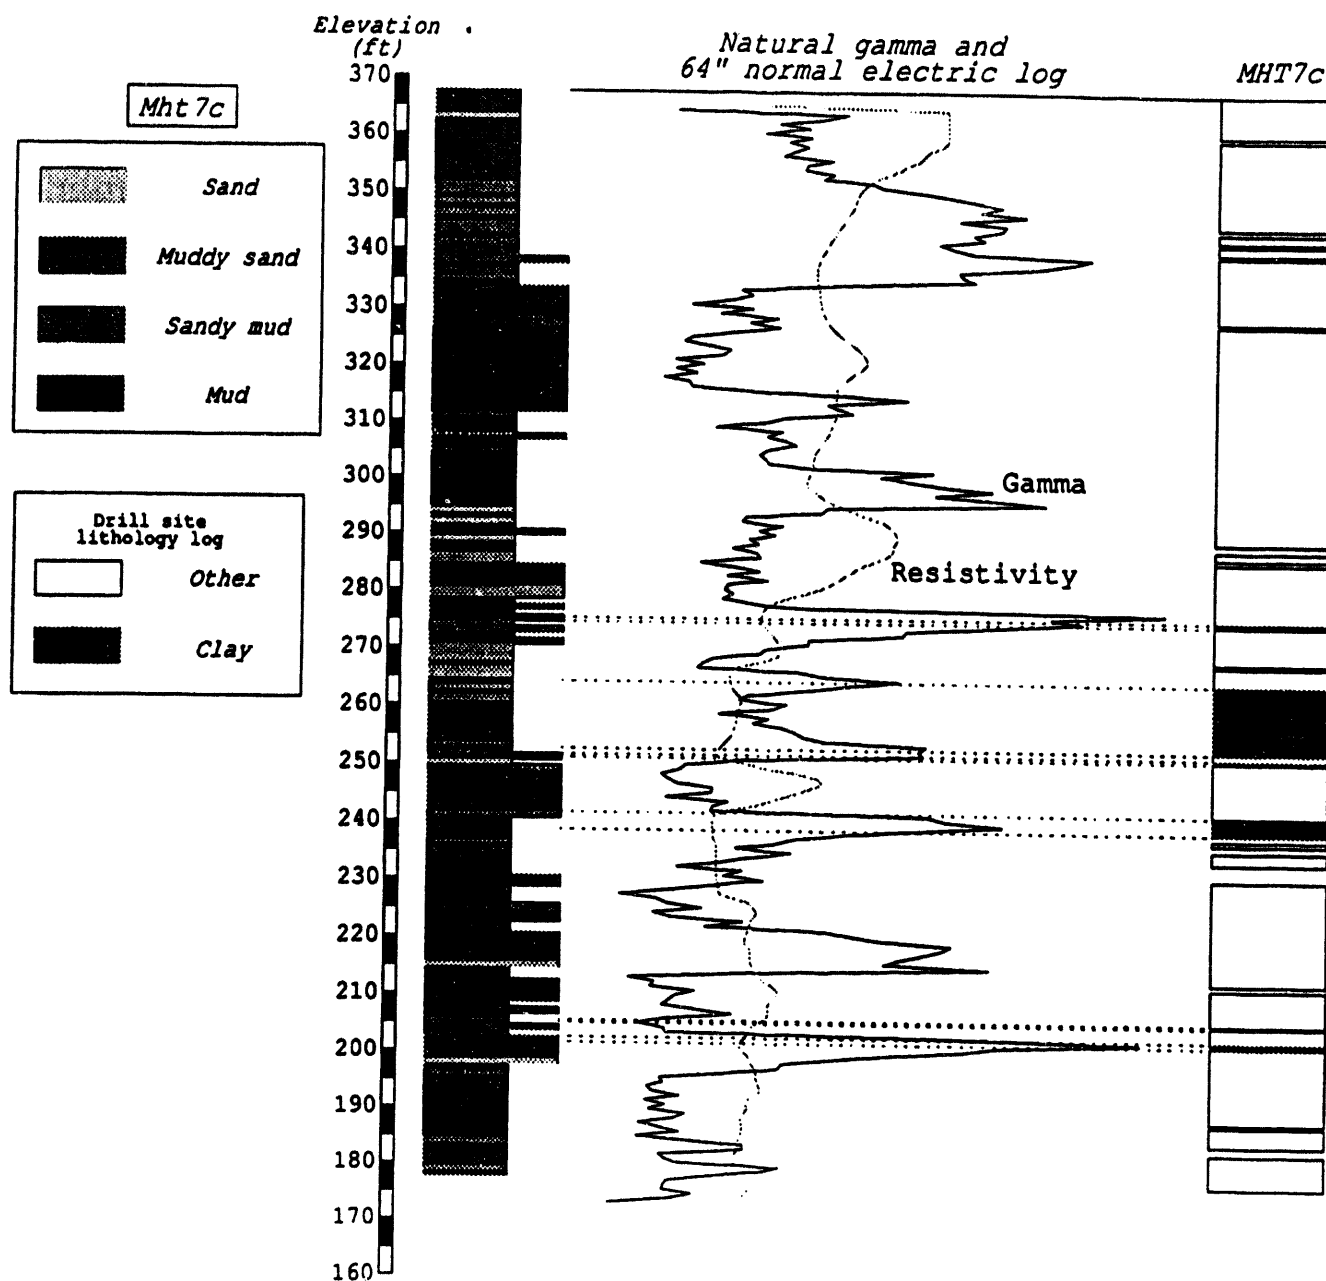 Elevation
(ft)
Natural gamma and
64" normal electric log
MHT7c
Mht7c
Sand
Muddy sand
Sandy mud
Mud
Drill site
lithology log
Other
Clay
370
360
350
340
330
320
310
300
290
280
270
260
250
240
230
220
210
200
190
180
170
160
Gamma
Resistivity